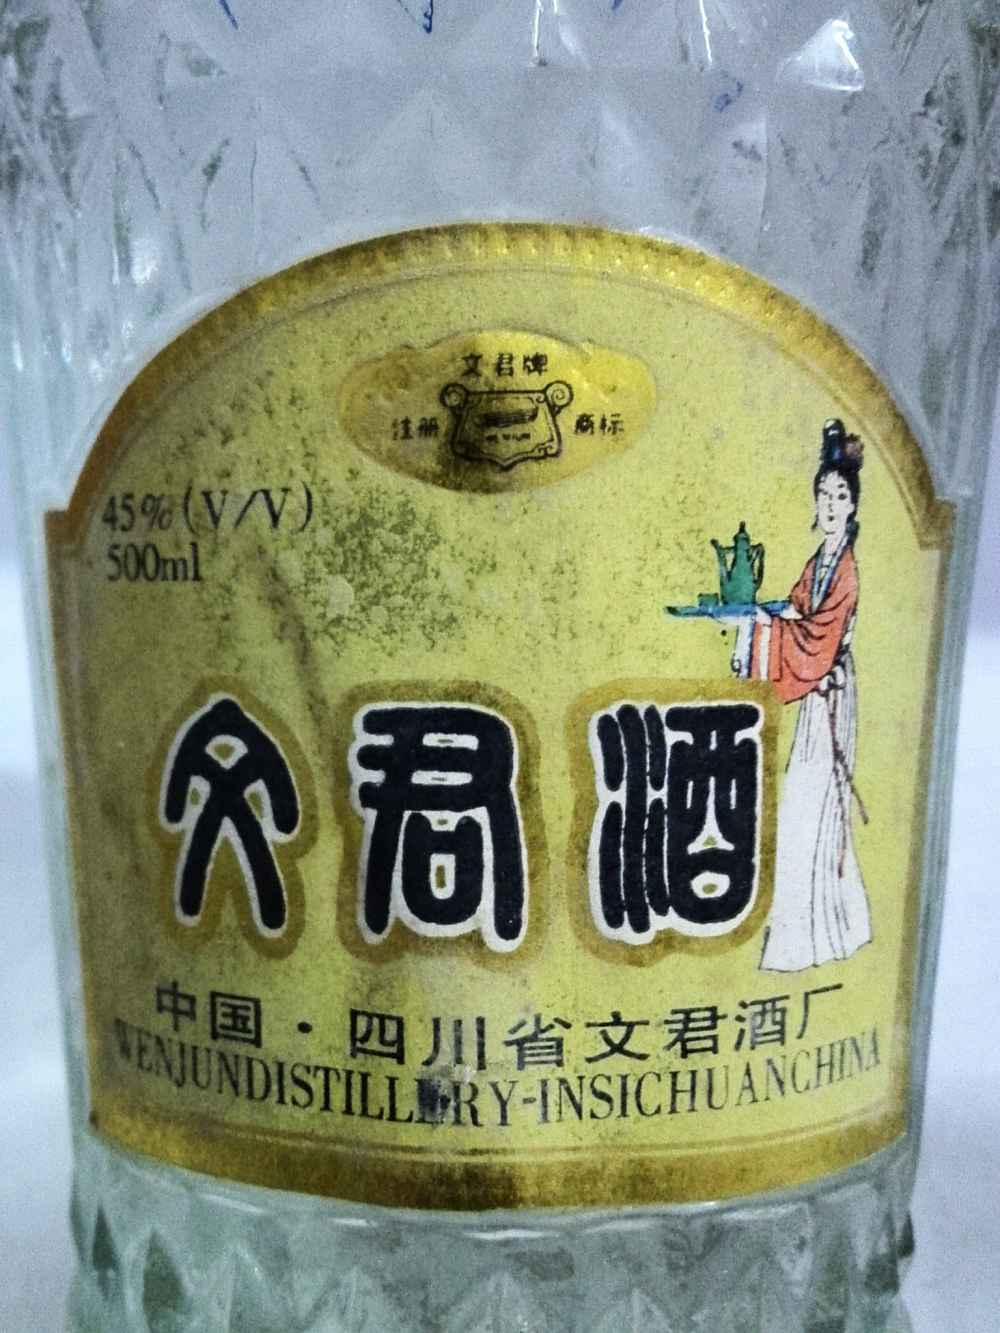 文君牌
注册 商标
45%(V/V)
500ml
文君酒
中国·四川省文君酒厂
WENJUNDISTILLERY-INSICHUANCHINA